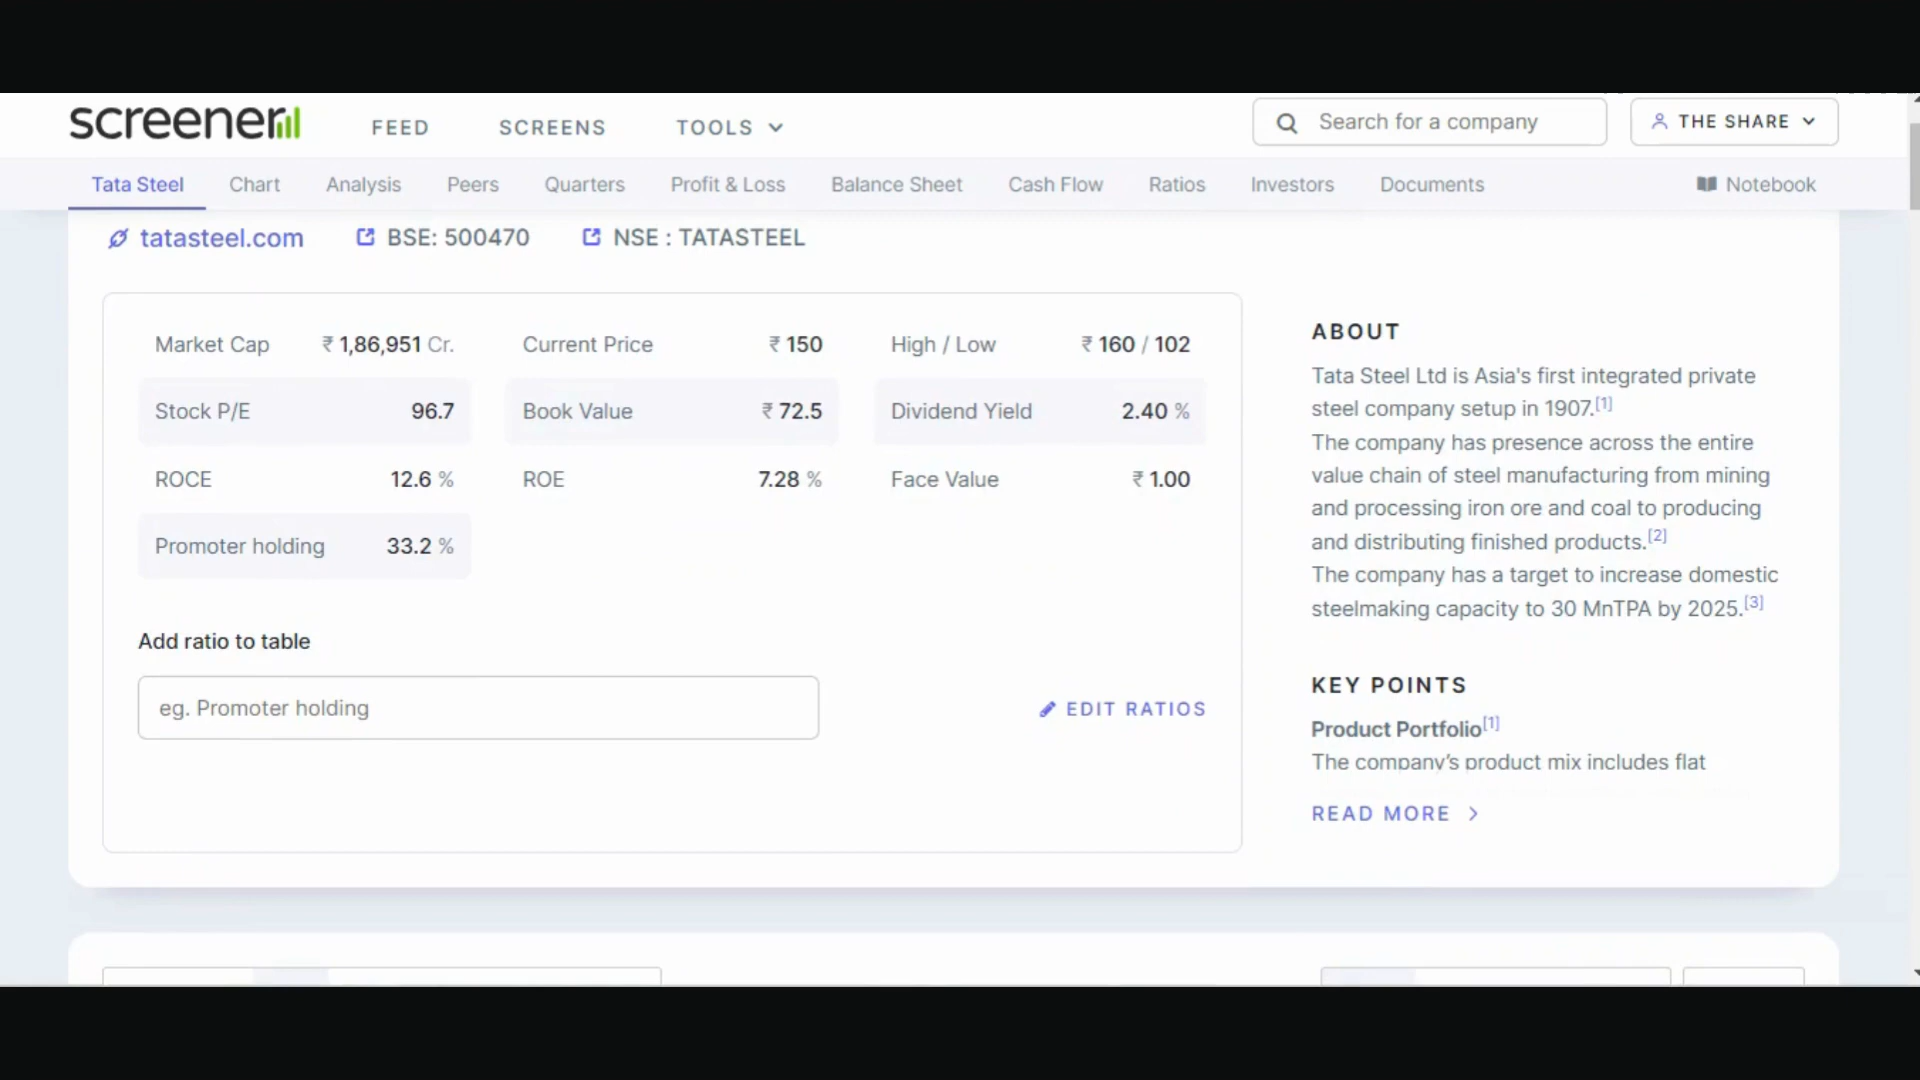 screener
FEED SCREENS TOOLS
Search for a company
THE SHARE
Tata Steel Chart Analysis Peers Quarters Profit & Loss Balance Sheet Cash Flow Ratios Investors Documents Notebook
tatasteel.com BSE: 500470 NSE : TATASTEEL
Market Cap ₹ 1,86,951 Cr. Current Price ₹ 150 High / Low ₹ 160 / 102
Stock P/E 96.7 Book Value ₹ 72.5 Dividend Yield 2.40 %
ROCE 12.6 % ROE 7.28 % Face Value ₹ 1.00
Promoter holding 33.2 %
Add ratio to table
eg. Promoter holding
EDIT RATIOS
ABOUT
Tata Steel Ltd is Asia's first integrated private
steel company setup in 1907.[1]
The company has presence across the entire
value chain of steel manufacturing from mining
and processing iron ore and coal to producing
and distributing finished products.[2]
The company has a target to increase domestic
steelmaking capacity to 30 MnTPA by 2025.[3]
KEY POINTS
Product Portfolio[1]
The company’s product mix includes flat
READ MORE